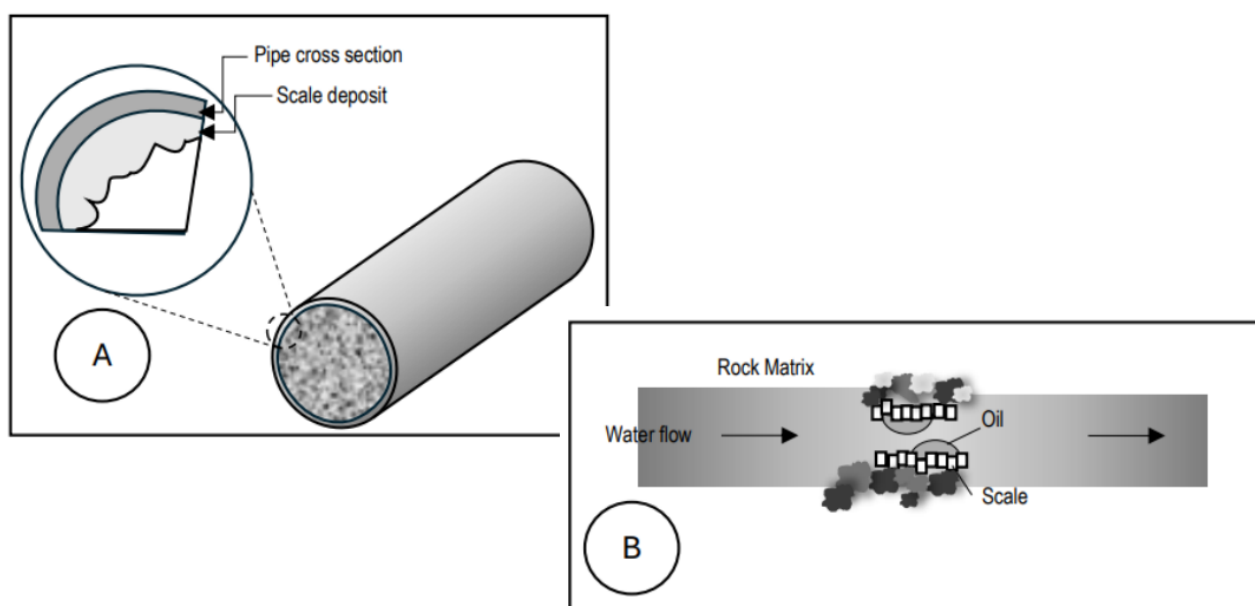 Pipe cross section
Scale deposit
A
Rock Matrix
Water flow
Oil
Scale
B